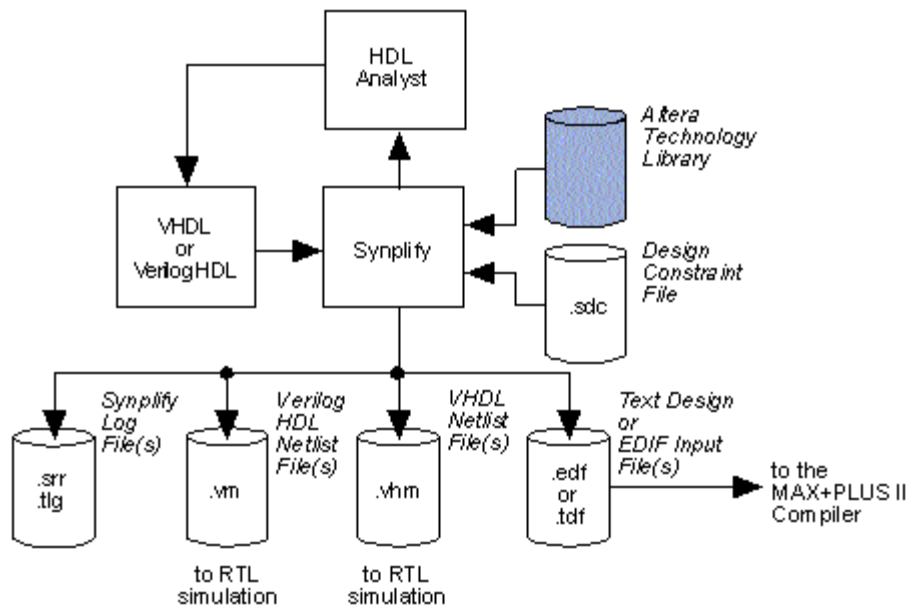 HDL
Analyst
Altera
Technology
Library
VHDL
or
VerilogHDL
Synplify
Design
Constraint
File
.sdc
Synplify
Log
File(s)
Verilog
HDL
Netlist
File(s)
VHDL
Netlist
File(s)
Text Design
or
EDIF Input
File(s)
.srr
.tlg
.vm
.vhm
.edf
or
.tdf
to the
MAX+PLUS II
Compiler
to RTL
simulation
to RTL
simulation